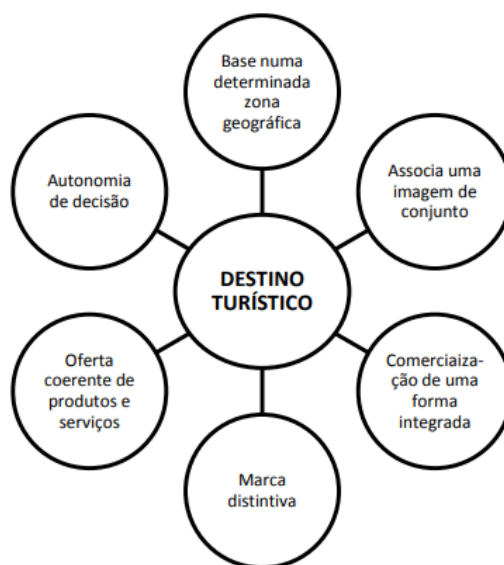 Base numa
determinada
zona
geográfica
Autonomia
de decisão
Associa uma
imagem de
conjunto
DESTINO
TURÍSTICO
Oferta
coerente de
produtos e
serviços
Comerciaiza-
ção de uma
forma
integrada
Marca
distintiva